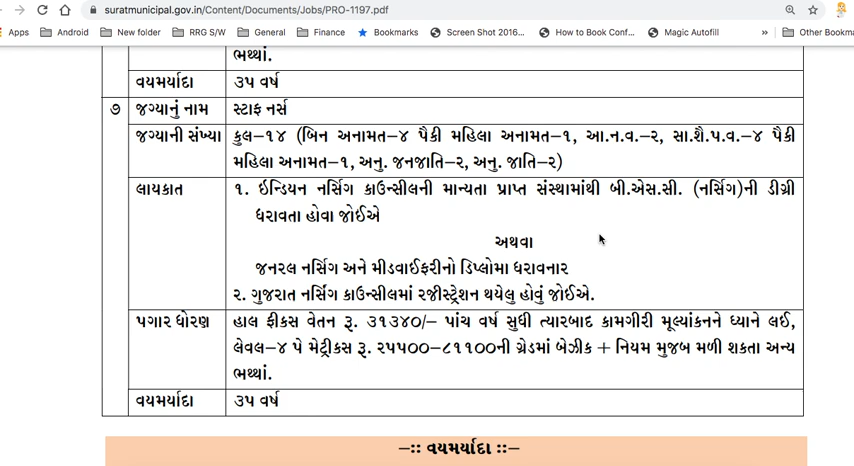 suratmunicipal.gov.in/Content/Documents/Jobs/PRO-1197.pdf
Apps Android New folder RRG S/W General Finance Bookmarks Screen Shot 2016... How to Book Conf... Magic Autofill » Other Bookma
ભથ્થાં.
વયમર્યાદા ૩૫ વર્ષ
૭ જગ્યાનું નામ સ્ટાફ નર્સ
જગ્યાની સંખ્યા કુલ-૧૪ (બિન અનામત-૪ પૈકી મહિલા અનામત-૧, આ.ન.વ.-૨, સા.શૈ.પ.વ.-૪ પૈકી
મહિલા અનામત-૧, અનુ. જનજાતિ-૨, અનુ. જાતિ-૨)
લાયકાત ૧. ઇન્ડિયન નર્સિંગ કાઉન્સીલની માન્યતા પ્રાપ્ત સંસ્થામાંથી બી.એસ.સી. (નર્સિંગ)ની ડીગ્રી
ધરાવતા હોવા જોઈએ
અથવા
જનરલ નર્સિંગ અને મીડવાઈફરીનો ડિપ્લોમા ધરાવનાર
૨. ગુજરાત નર્સિંગ કાઉન્સીલમાં રજીસ્ટ્રેશન થયેલુ હોવું જોઈએ.
પગાર ધોરણ હાલ ફીકસ વેતન રૂ. ૩૧૩૪૦/- પાંચ વર્ષ સુધી ત્યારબાદ કામગીરી મૂલ્યાંકનને ધ્યાને લઈ,
લેવલ-૪ પે મેટ્રીકસ રૂ. ૨૫૫૦૦-૮૧૧૦૦ની ગ્રેડમાં બેઝીક + નિયમ મુજબ મળી શકતા અન્ય
ભથ્થાં.
વયમર્યાદા ૩૫ વર્ષ
-:: વયમર્યાદા ::-